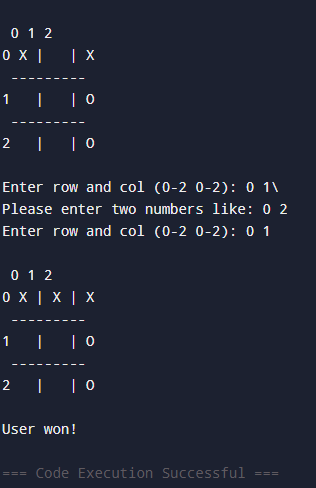 0 1 2
0 X |   | X
 ---------
1   |   | O
 ---------
2   |   | O
Enter row and col (0-2 0-2): 0 1\
Please enter two numbers like: 0 2
Enter row and col (0-2 0-2): 0 1
 0 1 2
0 X | X | X
 ---------
1   |   | O
 ---------
2   |   | O
User won!
=== Code Execution Successful ===